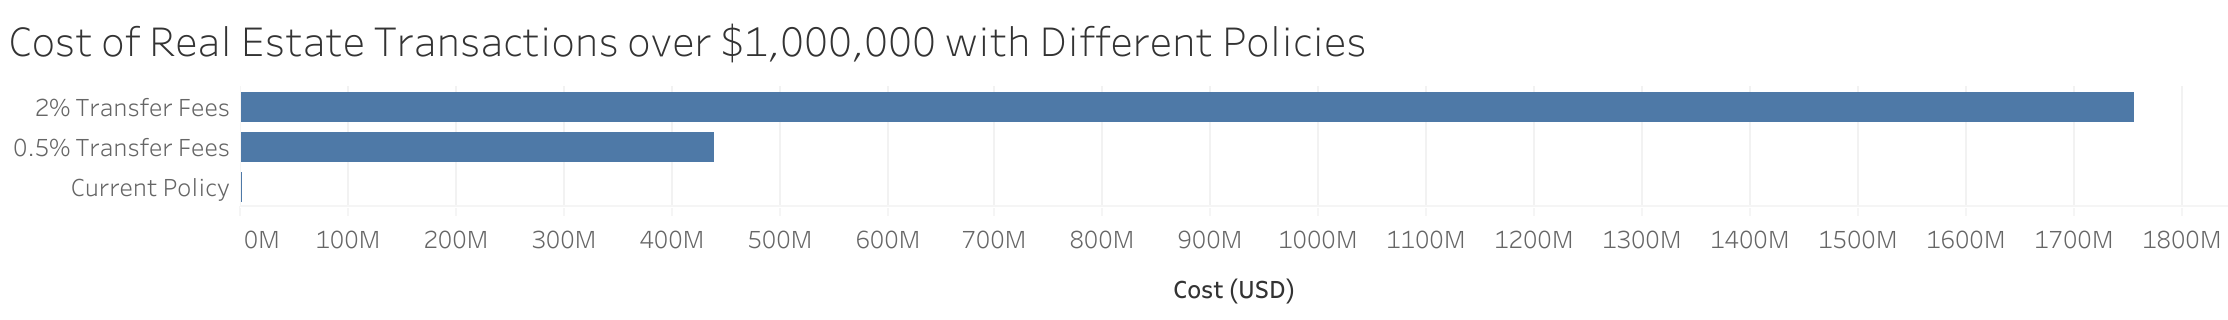 Cost of Real Estate Transactions over $1,000,000 with Different Policies
2% Transfer Fees
0.5% Transfer Fees
Current Policy
0M 100M 200M 300M 400M 500M 600M 700M 800M 900M 1000M 1100M 1200M 1300M 1400M 1500M 1600M 1700M 1800M
Cost (USD)